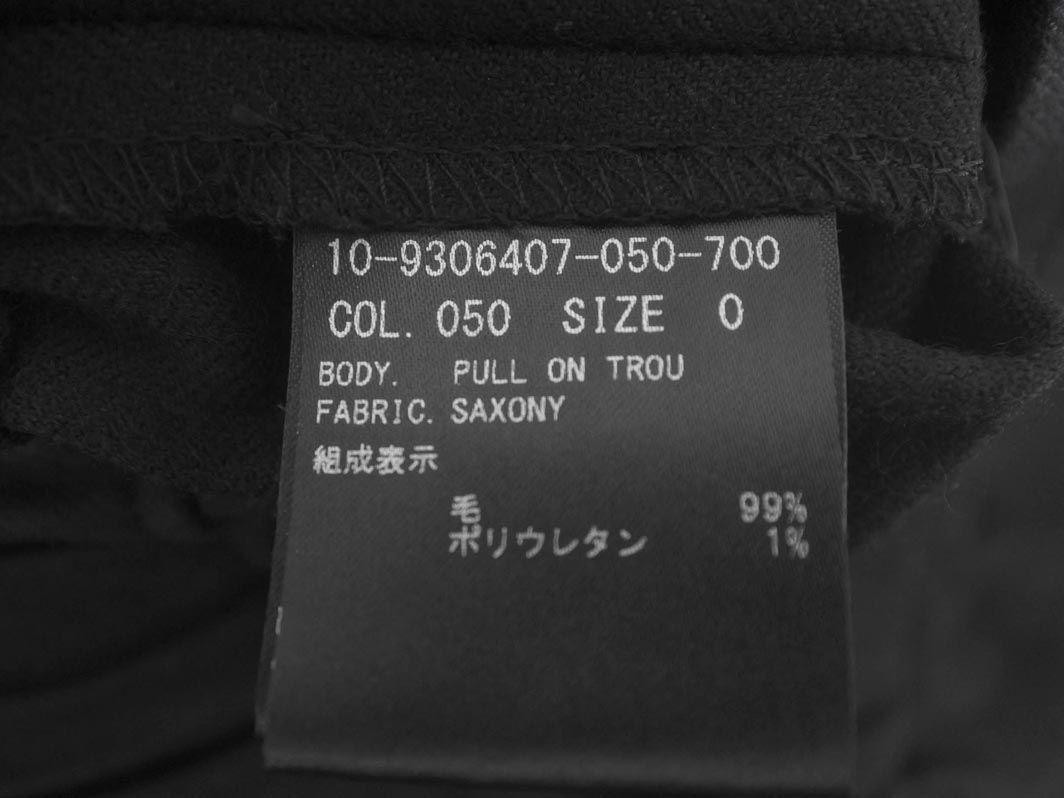 10-9306407-050-700
COL. 050 SIZE 0
BODY. PULL ON TROU
FABRIC. SAXONY
組成表示
毛 99%
ポリウレタン 1%